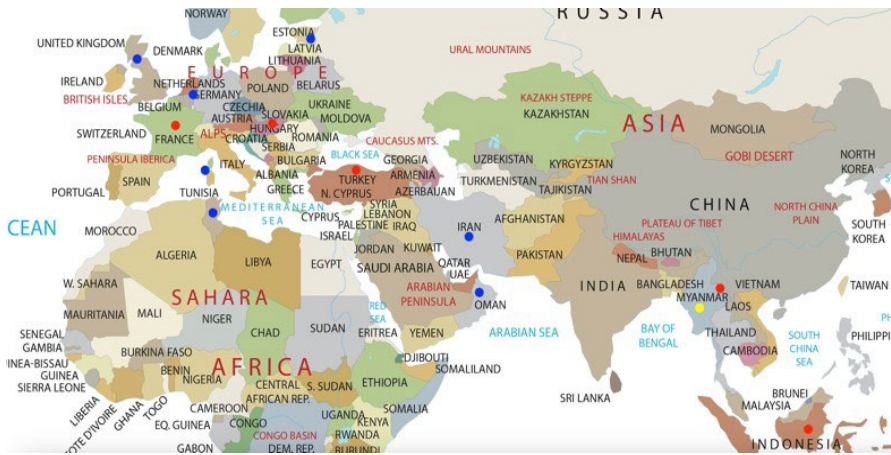 RUSSIA
NORWAY
ESTONIA
UNITED KINGDOM
DENMARK
LATVIA
LITHUANIA
URAL MOUNTAINS
EUROPE
IRELAND
NETHERLANDS
POLAND
BELARUS
GERMANY
BRITISH ISLES
BELGIUM
CZECHIA
UKRAINE
KAZAKH STEPPE
SLOVAKIA
KAZAKHSTAN
AUSTRIA
MOLDOVA
ASIA
SWITZERLAND
FRANCE
ALPS
HUNGARY
MONGOLIA
CROATIA
ROMANIA
CAUCASUS MTS.
SERBIA
BLACK SEA
GOBI DESERT
PENINSULA IBERICA
ITALY
BULGARIA
GEORGIA
UZBEKISTAN
KYRGYZSTAN
NORTH
KOREA
SPAIN
ALBANIA
TURKEY
ARMENIA
TURKMENISTAN
TIAN SHAN
PORTUGAL
TUNISIA
GREECE
N. CYPRUS
AZERBAIJAN
TAJIKISTAN
MEDITERRANEAN
SEA
CYPRUS
SYRIA
LEBANON
CHINA
NORTH CHINA
PLAIN
CEAN
PALESTINE
IRAQ
IRAN
AFGHANISTAN
PLATEAU OF TIBET
SOUTH
KOREA
MOROCCO
ISRAEL
HIMALAYAS
ALGERIA
LIBYA
EGYPT
JORDAN
KUWAIT
PAKISTAN
NEPAL
BHUTAN
SAUDI ARABIA
QATAR
UAE
W. SAHARA
ARABIAN
PENINSULA
INDIA
BANGLADESH
VIETNAM
TAIWAN
SAHARA
MYANMAR
LAOS
OMAN
MAURITANIA
MALI
NIGER
RED
SEA
SUDAN
ERITREA
YEMEN
ARABIAN SEA
BAY OF
BENGAL
THAILAND
SOUTH
CHINA
SEA
PHILIPPI
SENEGAL
GAMBIA
CHAD
CAMBODIA
BURKINA FASO
DJIBOUTI
INEA-BISSAU
GUINEA
BENIN
AFRICA
SOMALILAND
SIERRA LEONE
NIGERIA
CENTRAL
AFRICAN REP.
S. SUDAN
ETHIOPIA
SRI LANKA
BRUNEI
LIBERIA
OTE D'IVOIRE
GHANA
TOGO
CAMEROON
SOMALIA
MALAYSIA
EQ. GUINEA
CONGO
UGANDA
KENYA
GABON
CONGO BASIN
RWANDA
DEM. REP.
BURUNDI
INDONESIA